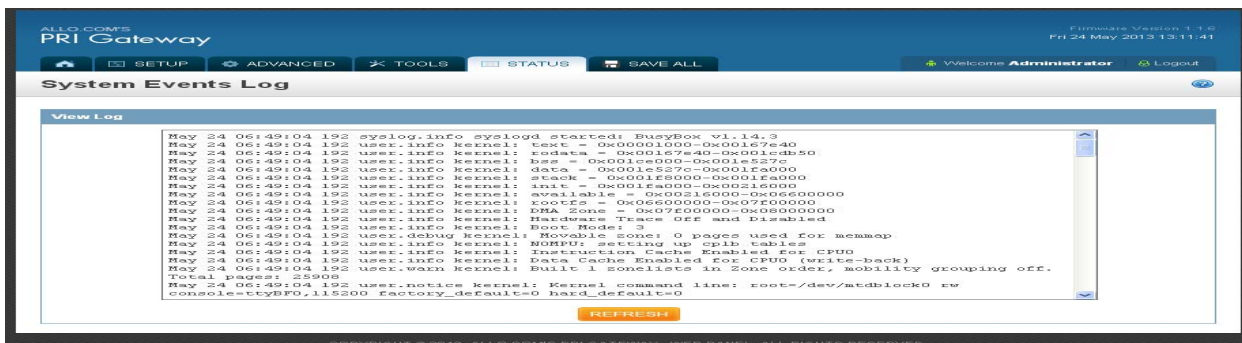 ALLO.COM'S
PRI Gateway
Firmware Version 1.1.6
Fri 24 May 2013 13:11:41
SETUP ADVANCED TOOLS STATUS SAVE ALL Welcome Administrator Logout
System Events Log
View Log
May 24 06:49:04 192 syslog.info syslogd started: BusyBox v1.14.3
May 24 06:49:04 192 user.info kernel: text = 0x00001000-0x00167e40
May 24 06:49:04 192 user.info kernel: rodata = 0x00167e40-0x001cdb50
May 24 06:49:04 192 user.info kernel: bss = 0x001ce000-0x001e527c
May 24 06:49:04 192 user.info kernel: data = 0x001e527c-0x001fa000
May 24 06:49:04 192 user.info kernel: stack = 0x001f8000-0x001fa000
May 24 06:49:04 192 user.info kernel: init = 0x001fa000-0x00216000
May 24 06:49:04 192 user.info kernel: available = 0x00216000-0x06600000
May 24 06:49:04 192 user.info kernel: rootfs = 0x06600000-0x07f00000
May 24 06:49:04 192 user.info kernel: DMA Zone = 0x07f00000-0x08000000
May 24 06:49:04 192 user.info kernel: Hardware Trace Off and Disabled
May 24 06:49:04 192 user.info kernel: Boot Mode: 3
May 24 06:49:04 192 user.debug kernel: Movable zone: 0 pages used for memmap
May 24 06:49:04 192 user.info kernel: NOMPU: setting up cplb tables
May 24 06:49:04 192 user.info kernel: Instruction Cache Enabled for CPU0
May 24 06:49:04 192 user.info kernel: Data Cache Enabled for CPU0 (write-back)
May 24 06:49:04 192 user.warn kernel: Built 1 zonelists in Zone order, mobility grouping off.
Total pages: 25908
May 24 06:49:04 192 user.notice kernel: Kernel command line: root=/dev/mtdblock0 rw
console=ttyBF0,115200 factory_default=0 hard_default=0
REFRESH